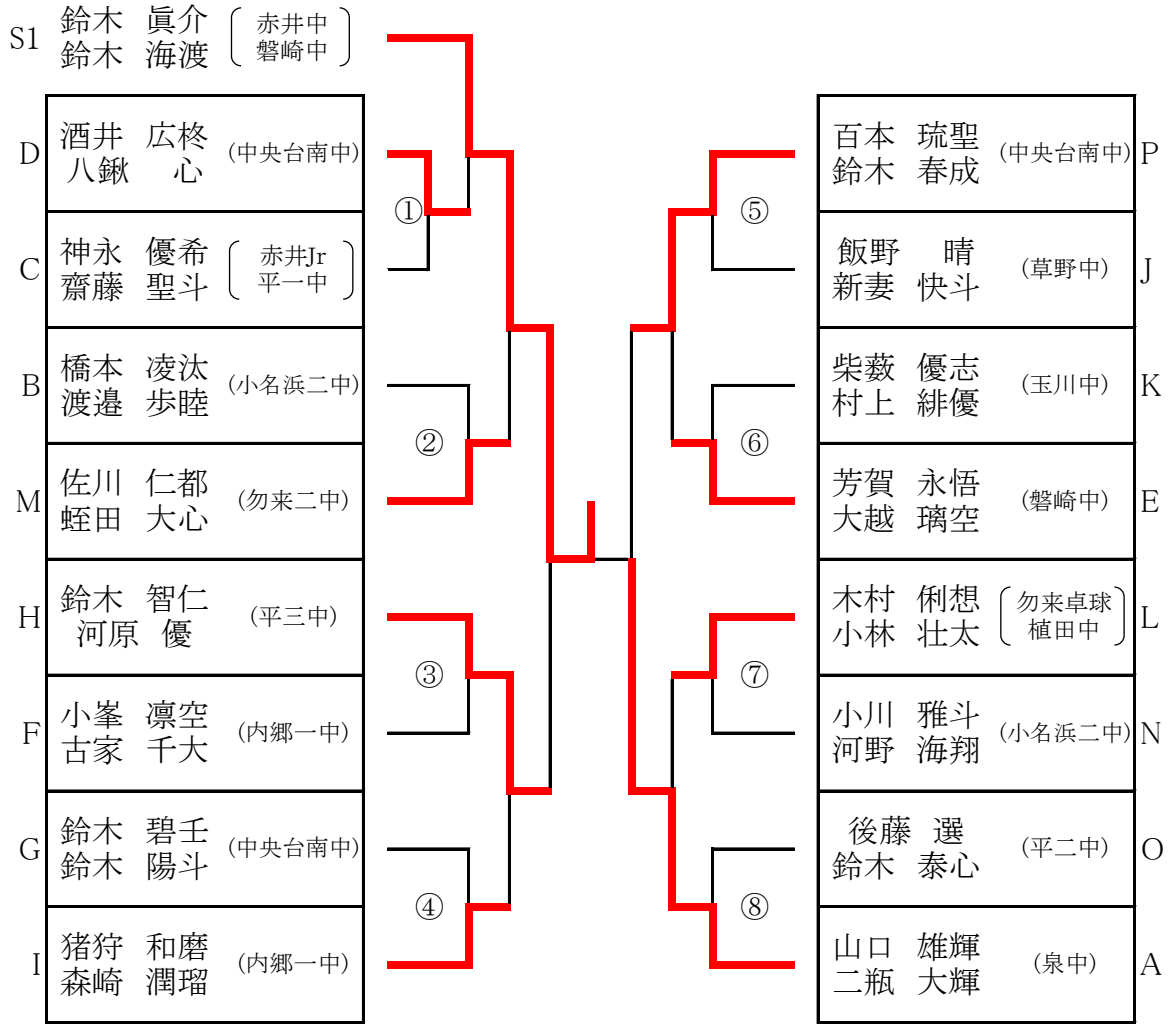 S1 鈴木 眞介 赤井中
鈴木 海渡 磐崎中
D 酒井 広柊 (中央台南中)
八鍬 心
①
C 神永 優希 赤井Jr
齋藤 聖斗 平一中
B 橋本 凌汰 (小名浜二中)
渡邉 歩睦
②
M 佐川 仁都 (勿来二中)
蛭田 大心
H 鈴木 智仁 (平三中)
河原 優
③
F 小峯 凛空 (内郷一中)
古家 千大
G 鈴木 碧壬 (中央台南中)
鈴木 陽斗
④
I 猪狩 和磨 (内郷一中)
森崎 潤瑠
百本 琉聖 (中央台南中) P
鈴木 春成
⑤
飯野 晴 (草野中) J
新妻 快斗
柴薮 優志 (玉川中) K
村上 緋優
⑥
芳賀 永悟 (磐崎中) E
大越 璃空
木村 俐想 勿来卓球 L
小林 壮太 植田中
⑦
小川 雅斗 (小名浜二中) N
河野 海翔
後藤 選 (平二中) O
鈴木 泰心
⑧
山口 雄輝 (泉中) A
二瓶 大輝